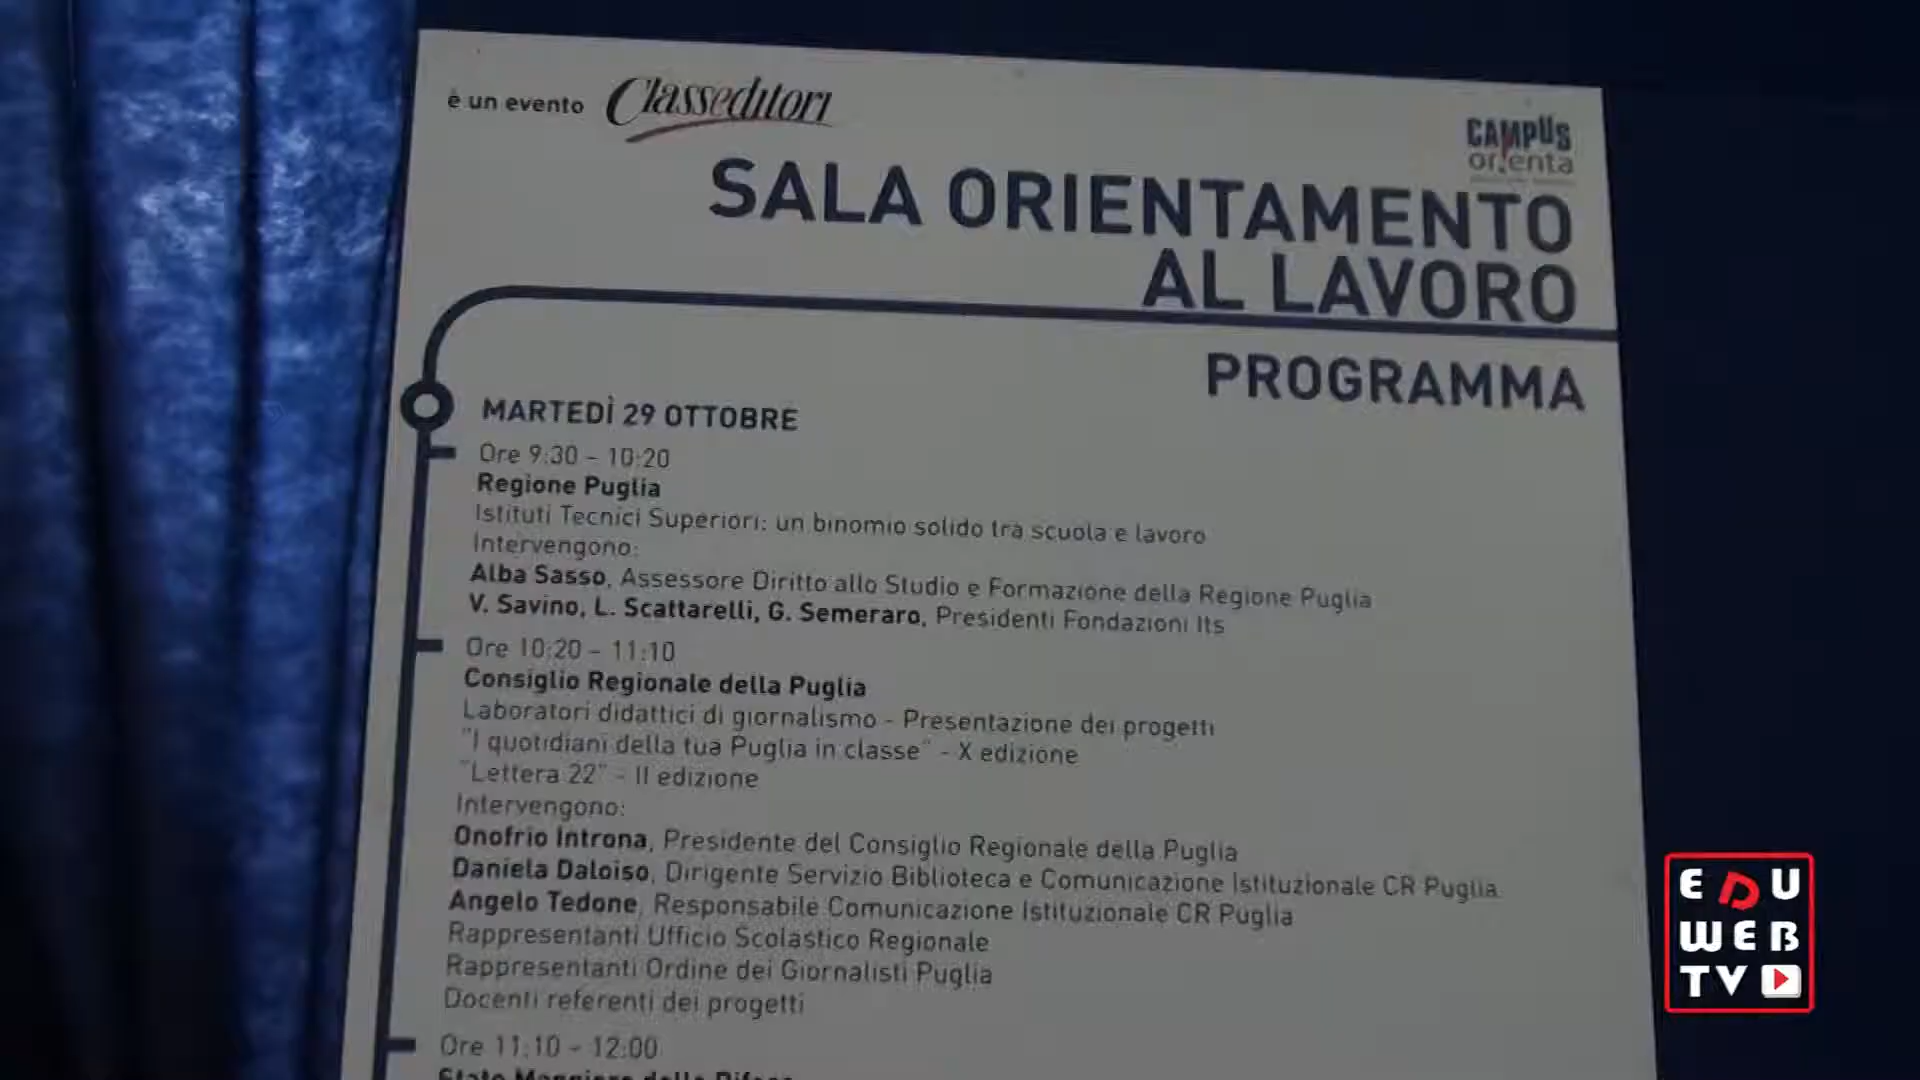 è un evento Classeditori
CAMPUS
orienta
SALA ORIENTAMENTO
AL LAVORO
PROGRAMMA
MARTEDÌ 29 OTTOBRE
Ore 9:30 - 10:20
Regione Puglia
Istituti Tecnici Superiori: un binomio solido tra scuola e lavoro
Intervengono:
Alba Sasso, Assessore Diritto allo Studio e Formazione della Regione Puglia
V. Savino, L. Scattarelli, G. Semeraro, Presidenti Fondazioni Its
Ore 10:20 - 11:10
Consiglio Regionale della Puglia
Laboratori didattici di giornalismo - Presentazione dei progetti
"I quotidiani della tua Puglia in classe" - X edizione
"Lettera 22" - II edizione
Intervengono:
Onofrio Introna, Presidente del Consiglio Regionale della Puglia
Daniela Daloiso, Dirigente Servizio Biblioteca e Comunicazione Istituzionale CR Puglia
Angelo Tedone, Responsabile Comunicazione Istituzionale CR Puglia
Rappresentanti Ufficio Scolastico Regionale
Rappresentanti Ordine dei Giornalisti Puglia
Docenti referenti dei progetti
Ore 11:10 - 12:00
Stato Maggiore della Difesa
EDU
WEB
TV